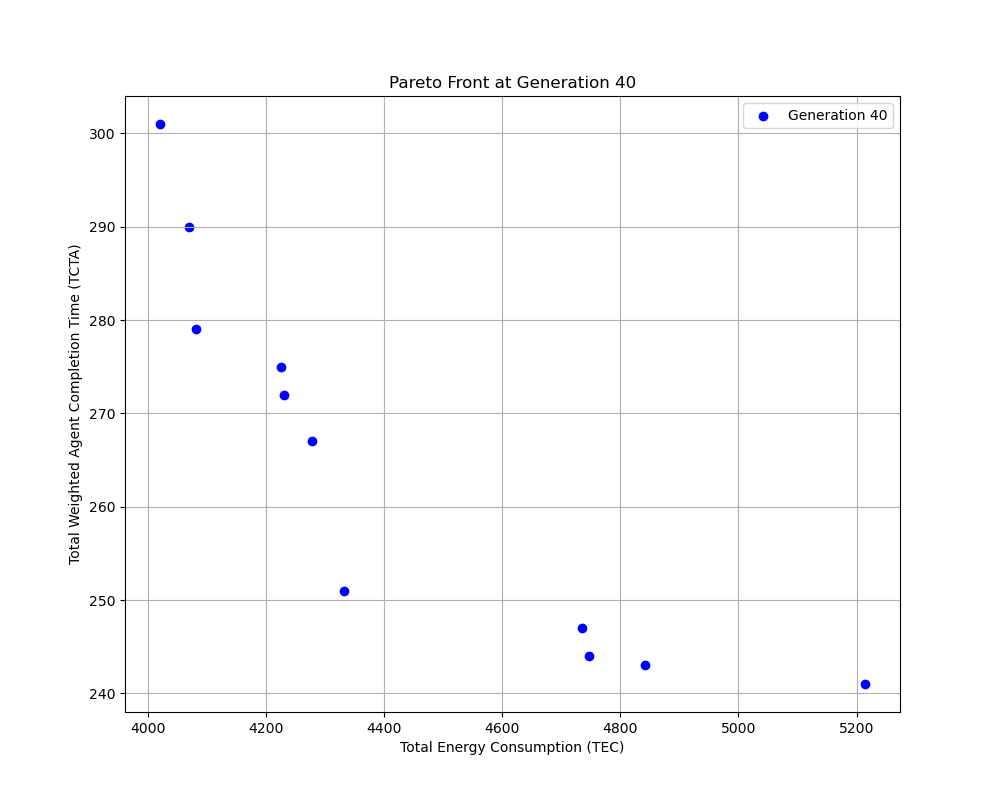 Pareto Front at Generation 40
Generation 40
Total Weighted Agent Completion Time (TCTA)
300
290
280
270
260
250
240
4000 4200 4400 4600 4800 5000 5200
Total Energy Consumption (TEC)